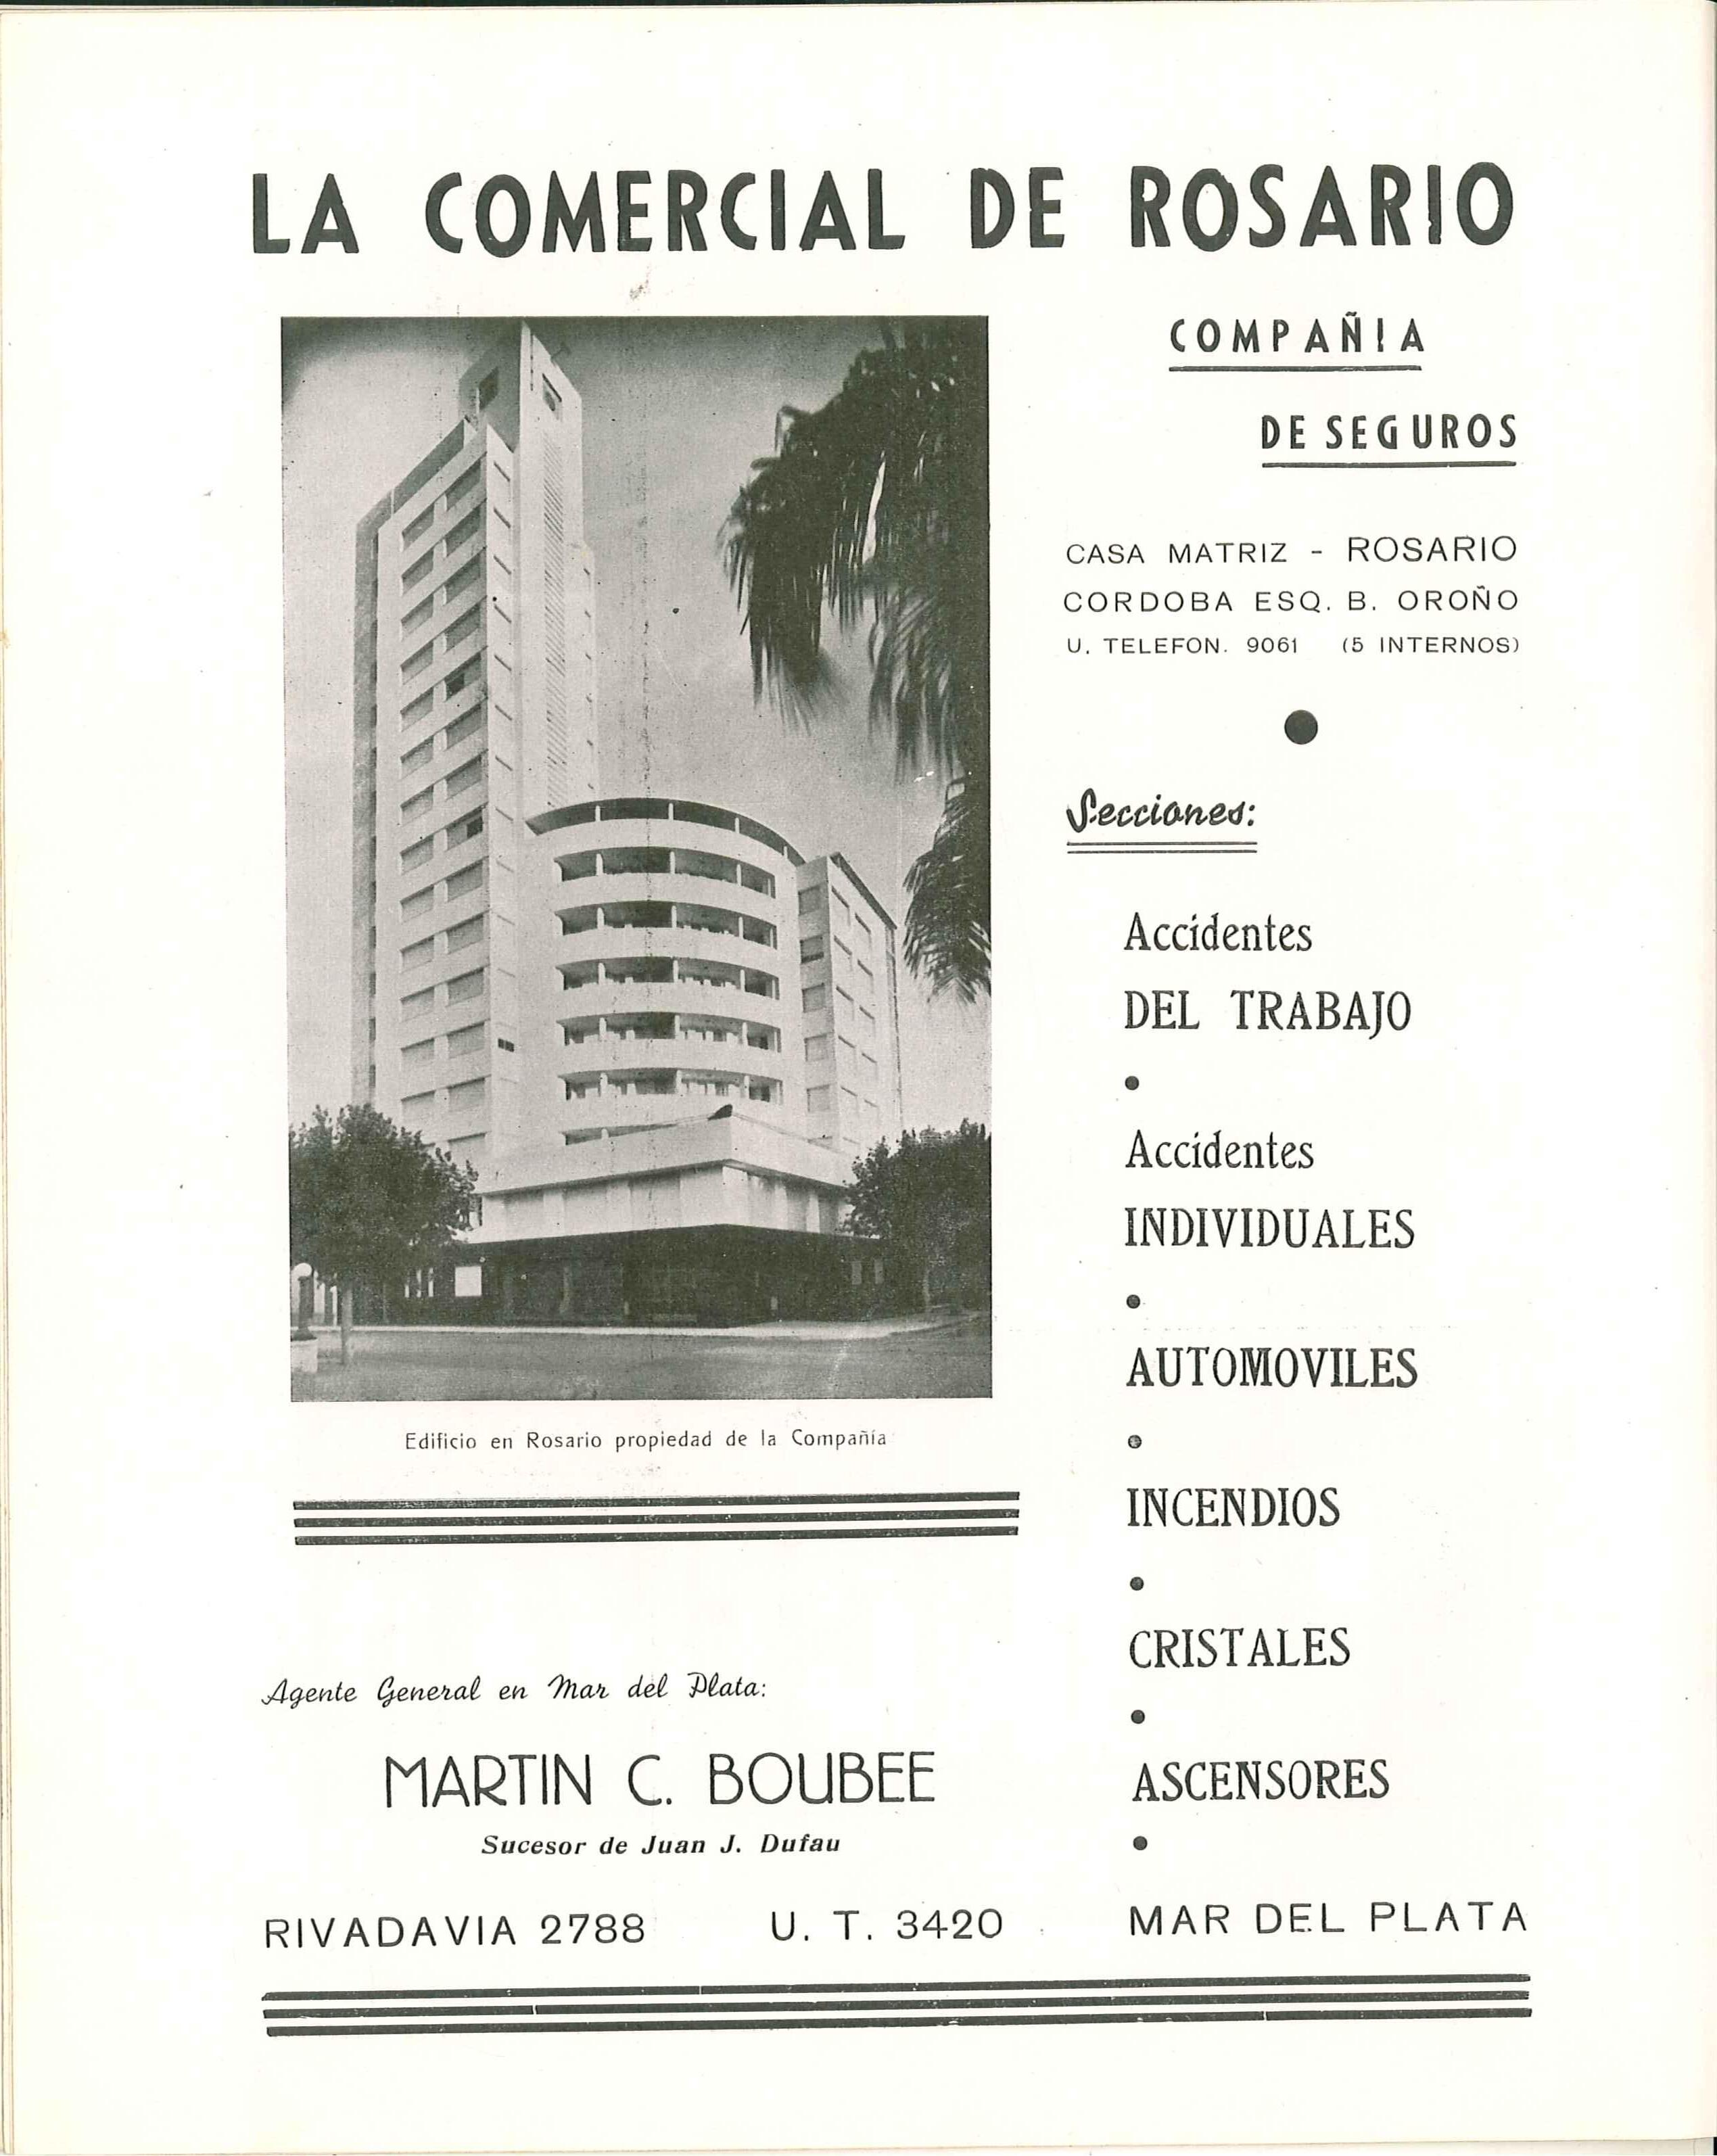 LA COMERCIAL DE ROSARIO
COMPAÑIA
DE SEGUROS
CASA MATRIZ - ROSARIO
CORDOBA ESQ. B. OROÑO
U. TELEFON. 9061 (5 INTERNOS)
Secciones:
Accidentes
DEL TRABAJO
Accidentes
INDIVIDUALES
AUTOMOVILES
INCENDIOS
CRISTALES
ASCENSORES
Edificio en Rosario propiedad de la Compañía
Agente General en Mar del Plata:
MARTIN C. BOUBEE
Sucesor de Juan J. Dufau
RIVADAVIA 2788 U. T. 3420 MAR DEL PLATA